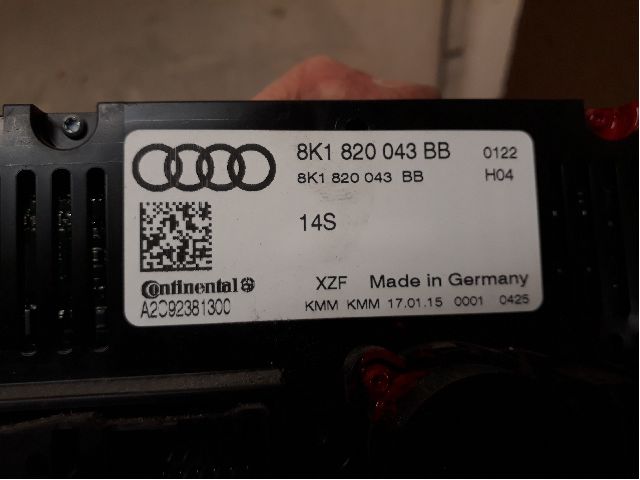 8K1 820 043 BB 0122
8K1 820 043 BB H04
14S
Continental XZF Made in Germany
A2C92381300 KMM KMM 17.01.15 0001 0425